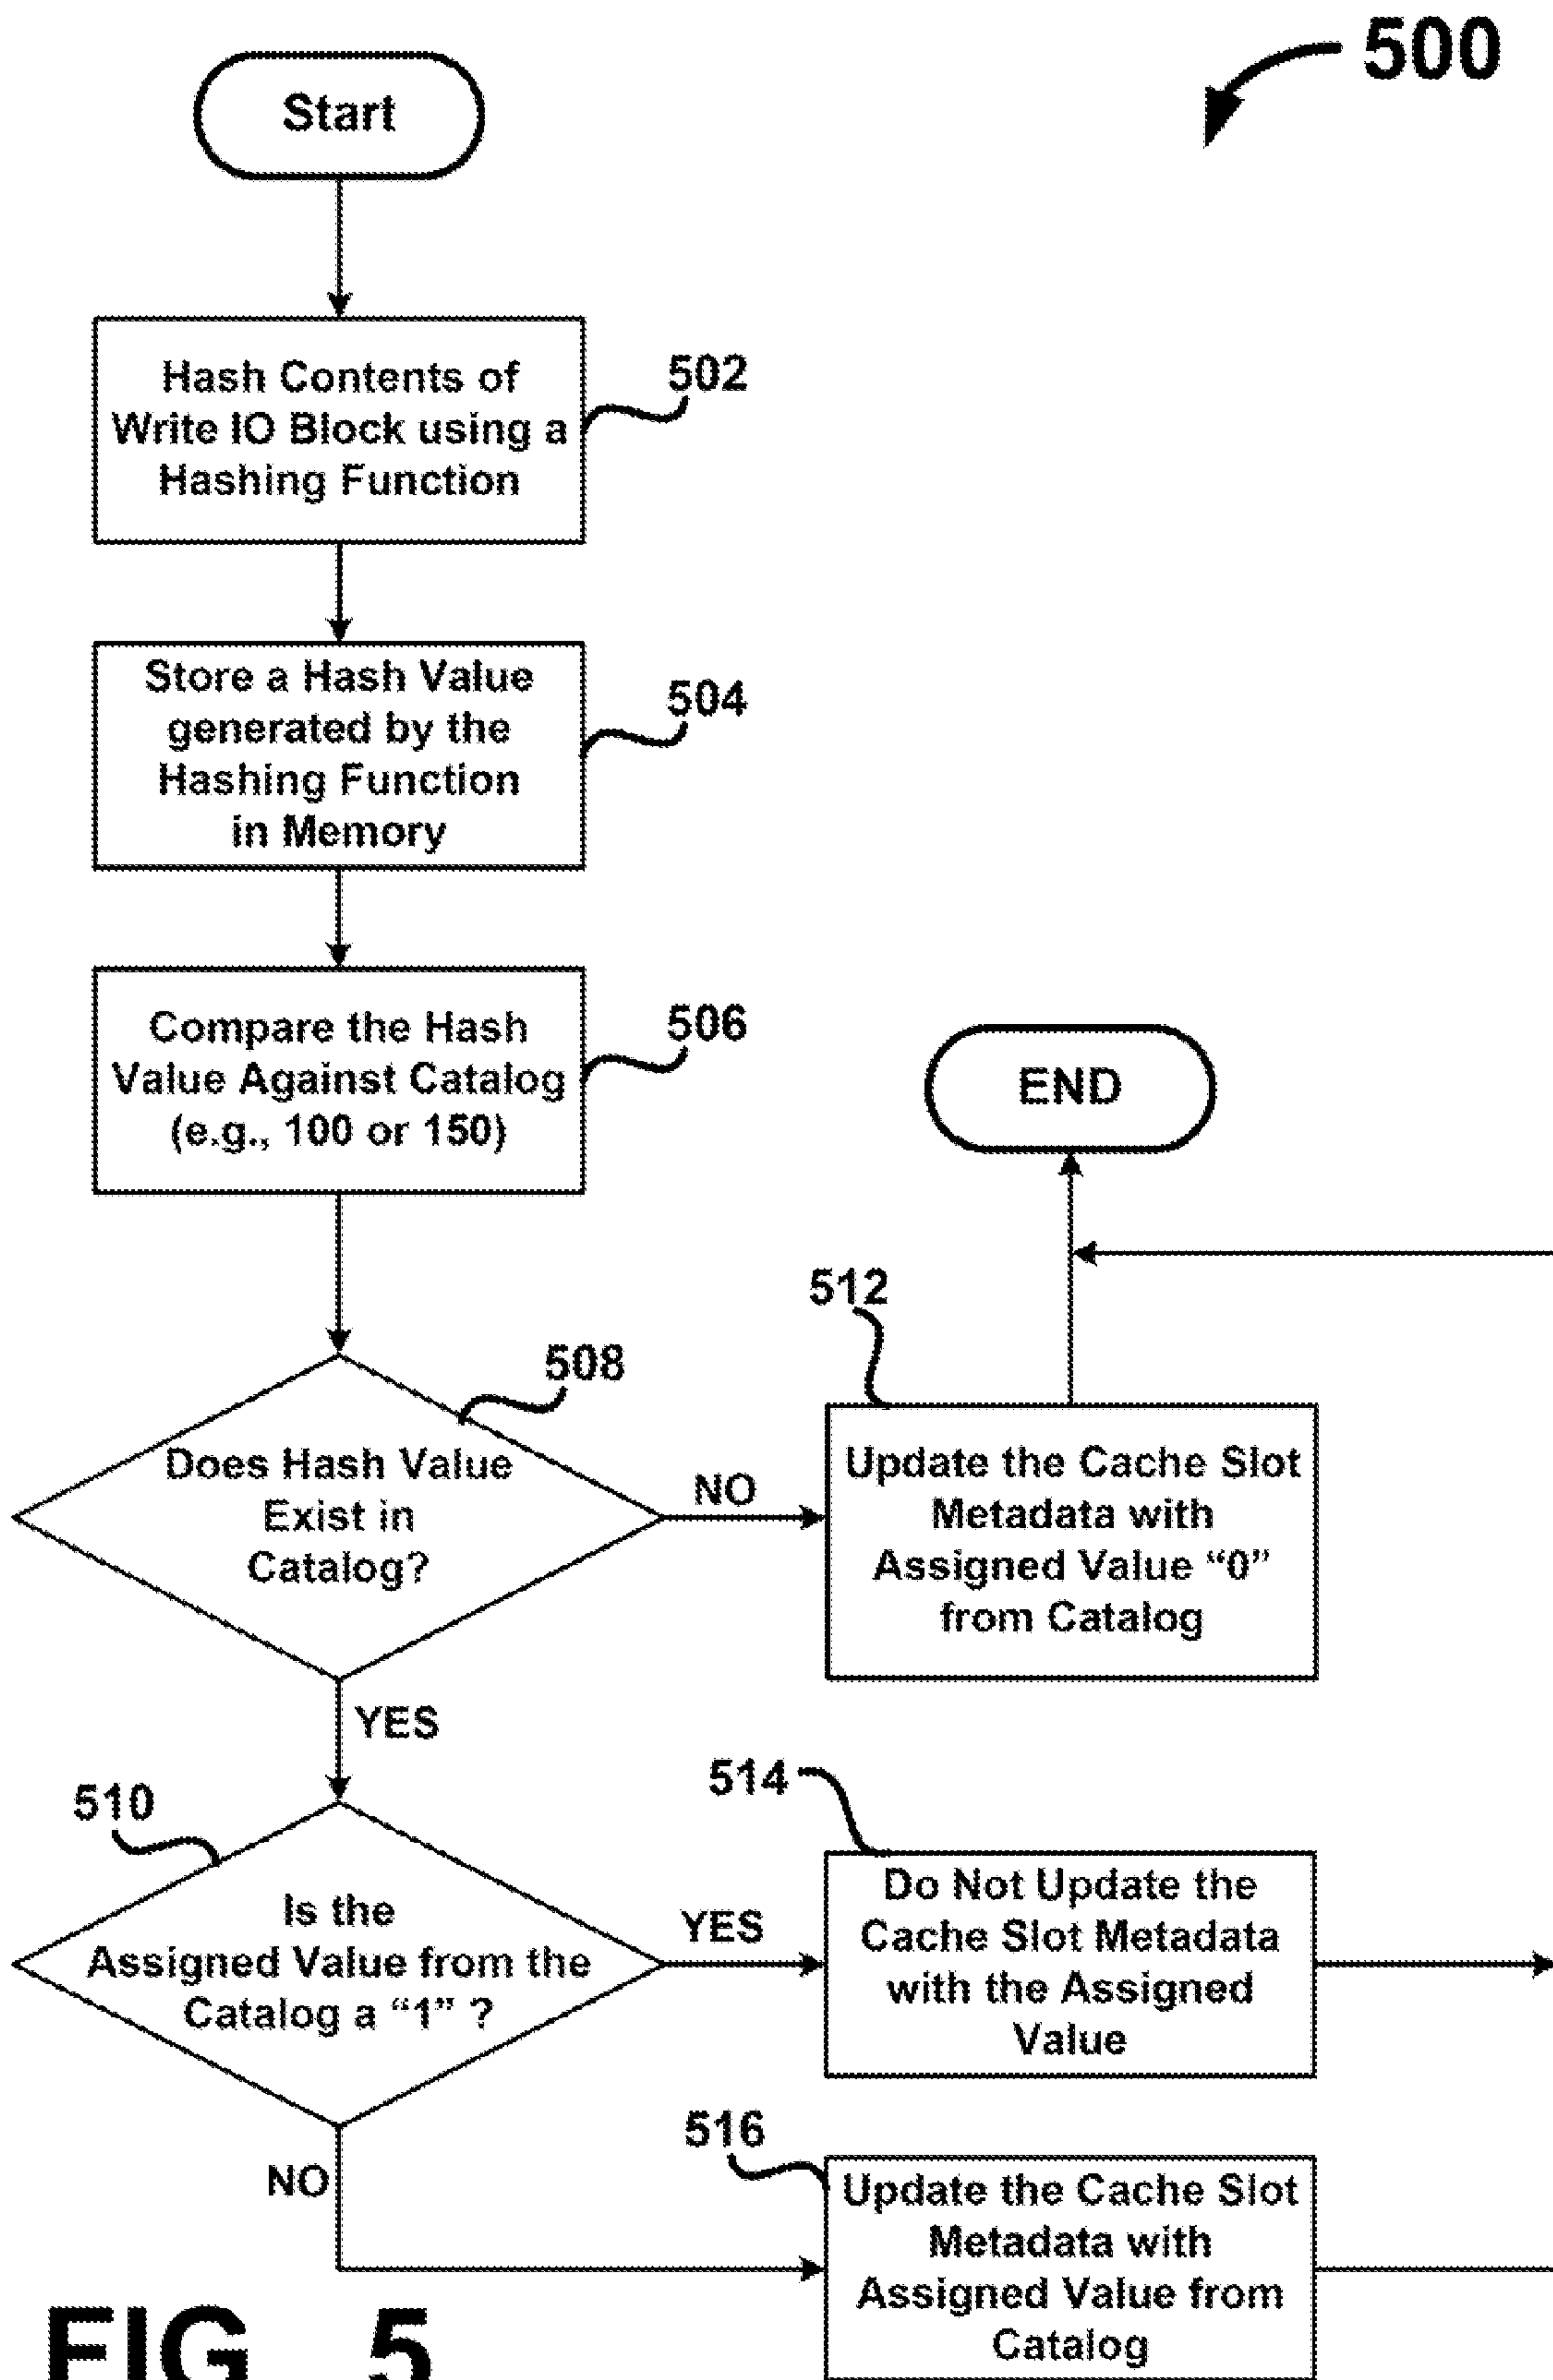 500
Start
Hash Contents of
Write IO Block using a
Hashing Function
502
Store a Hash Value
generated by the
Hashing Function
in Memory
504
Compare the Hash
Value Against Catalog
(e.g., 100 or 150)
506
END
512
508
Does Hash Value
Exist in
Catalog?
NO
Update the Cache Slot
Metadata with
Assigned Value “0”
from Catalog
YES
510
514
Is the
Assigned Value from the
Catalog a “1” ?
YES
Do Not Update the
Cache Slot Metadata
with the Assigned
Value
NO
516
Update the Cache Slot
Metadata with
Assigned Value from
Catalog
FIG. 5